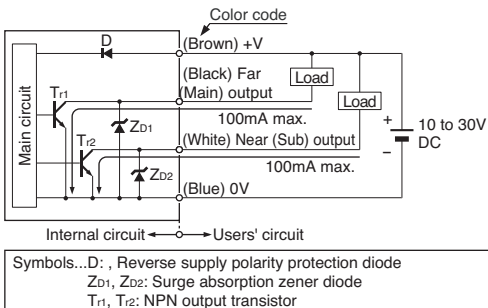 Color code
D
(Brown) +V
(Black) Far
(Main) output
Load
Load
Main circuit
Tr1
100mA max.
ZD1
Tr2
(White) Near (Sub) output
100mA max.
ZD2
(Blue) 0V
+
10 to 30V
DC
−
Internal circuit
Users' circuit
Symbols...D: , Reverse supply polarity protection diode
ZD1, ZD2: Surge absorption zener diode
Tr1, Tr2: NPN output transistor